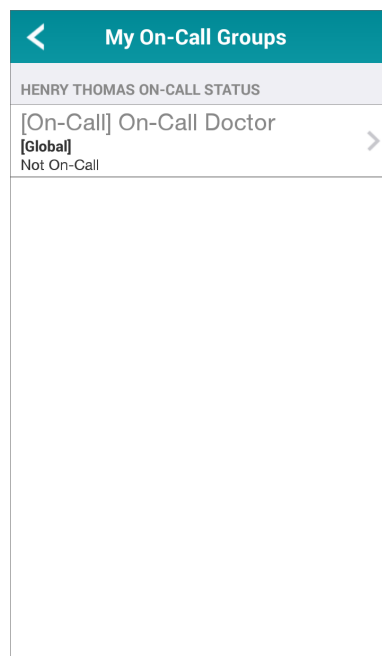 My On-Call Groups
HENRY THOMAS ON-CALL STATUS
[On-Call] On-Call Doctor
[Global]
Not On-Call